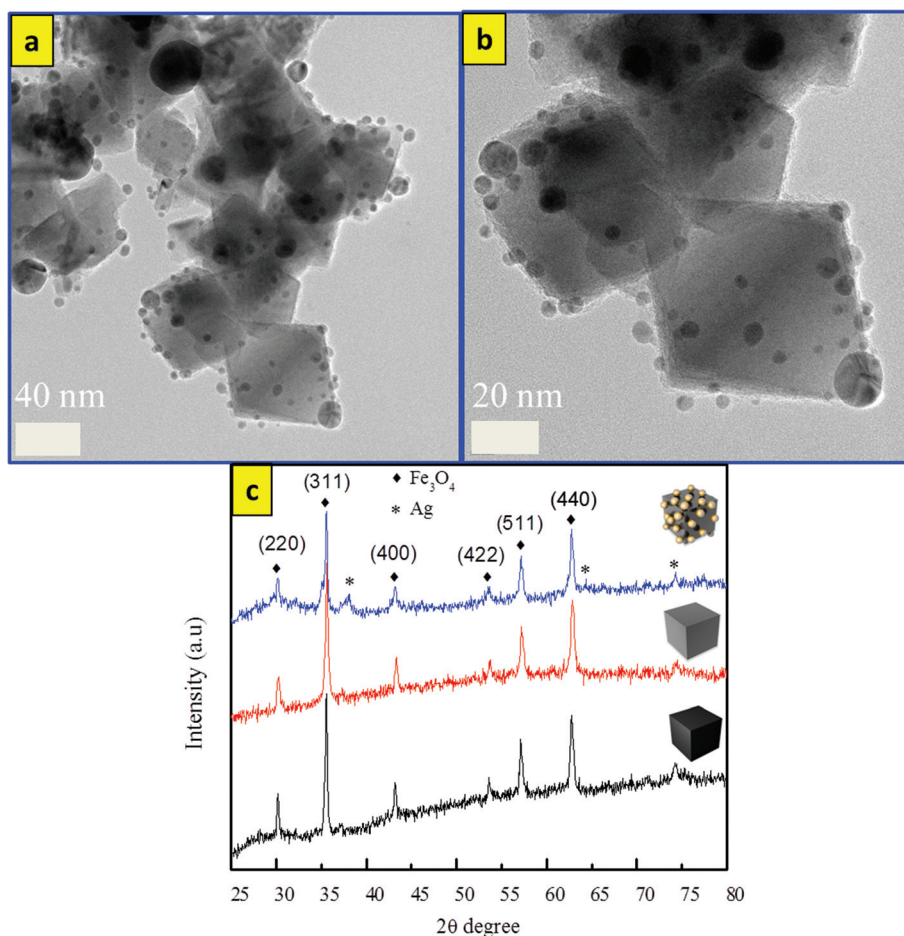 a
b
40 nm
20 nm
c
(311)
♦ Fe₃O₄
* Ag
(440)
(220)
(400)
(422)
(511)
Intensity (a.u)
25 30 35 40 45 50 55 60 65 70 75 80
2θ degree